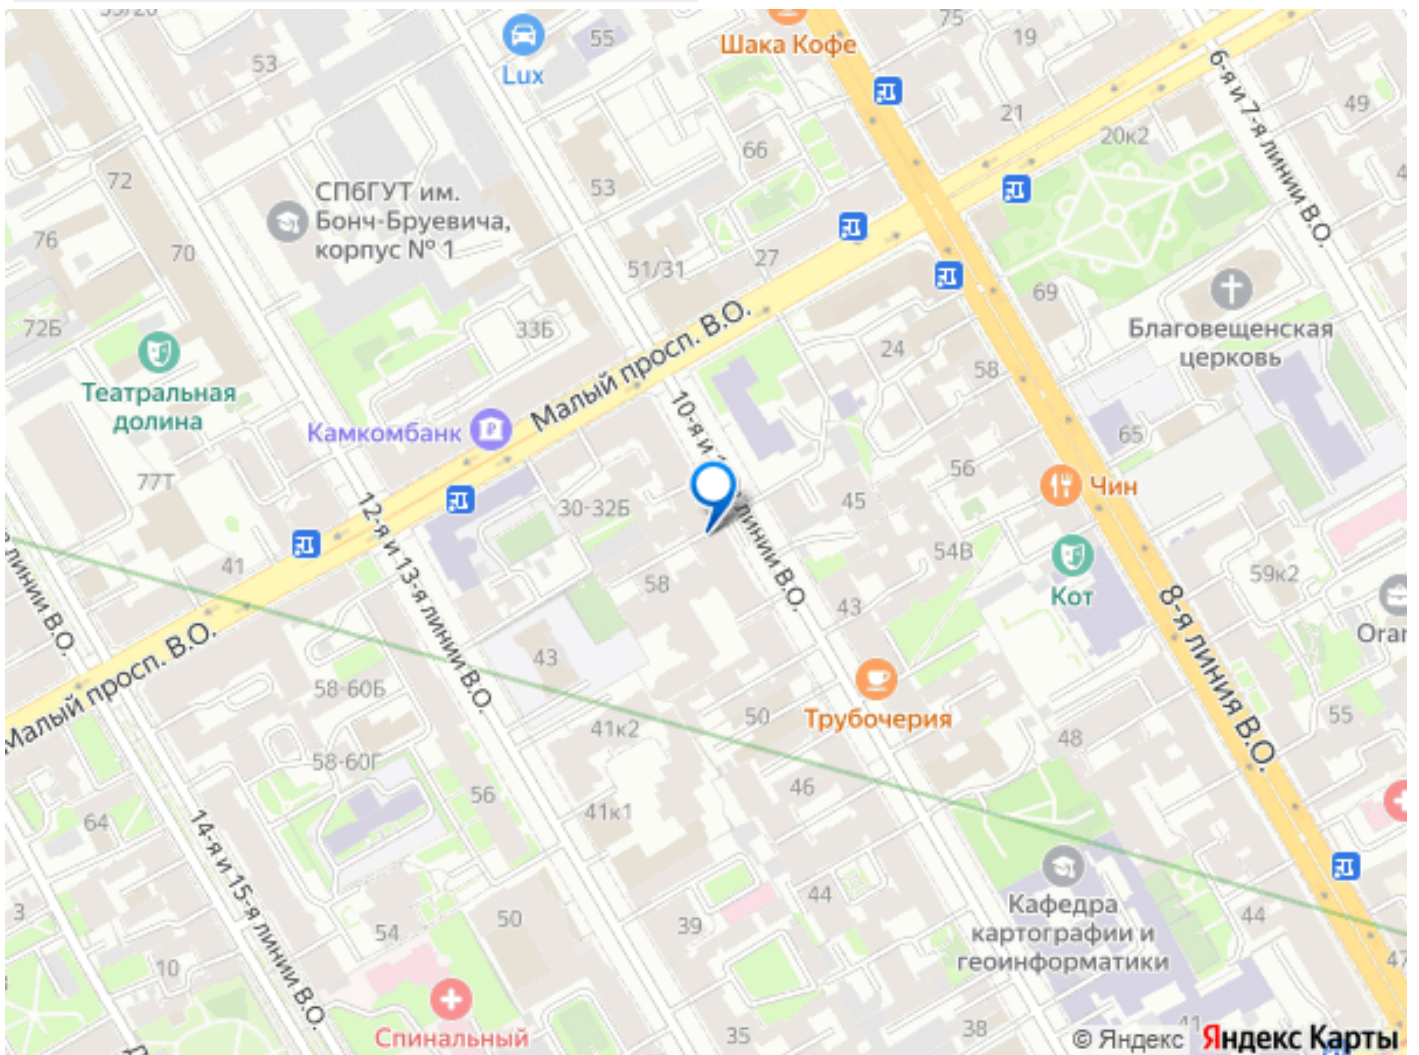 53
55
Lux
Шака Кофе
75
19
21
20к2
49
6-я и 7-я линии В.О.
66
53
72
СПбГУТ им.
Бонч-Бруевича,
корпус № 1
76
70
51/31
27
69
Благовещенская
церковь
72Б
33Б
24
58
Театральная
долина
Малый просп. В.О.
Камкомбанк
65
56
Чин
77Т
30-32Б
45
54В
12-я и 13-я линии В.О.
41
58
43
Кот
59к2
8-я линия В.О.
Малый просп. В.О.
43
58-60Б
Трубочерия
50
41к2
55
48
58-60Г
46
56
41к1
64
14-я и 15-я линии В.О.
44
Кафедра
картографии и
геоинформатики
44
3
54
50
39
10
47
Спинальный
35
38
41
© Яндекс
Яндекс Карты